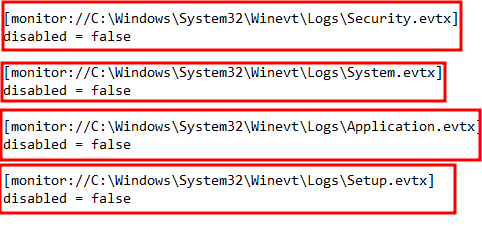 [monitor://C:\Windows\System32\Winevt\Logs\Security.evtx]
disabled = false
[monitor://C:\Windows\System32\Winevt\Logs\System.evtx]
disabled = false
[monitor://C:\Windows\System32\Winevt\Logs\Application.evtx]
disabled = false
[monitor://C:\Windows\System32\Winevt\Logs\Setup.evtx]
disabled = false